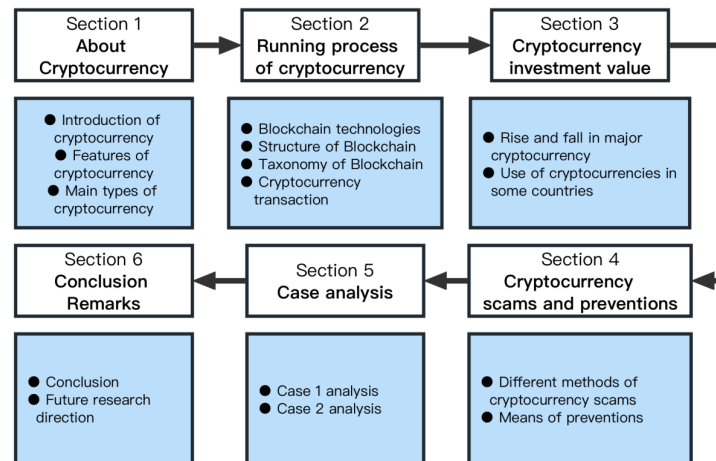 Section 1
About
Cryptocurrency
Section 2
Running process
of cryptocurrency
Section 3
Cryptocurrency
investment value
● Introduction of
cryptocurrency
● Features of
cryptocurrency
● Main types of
cryptocurrency
● Blockchain technologies
● Structure of Blockchain
● Taxonomy of Blockchain
● Cryptocurrency
transaction
● Rise and fall in major
cryptocurrency
● Use of cryptocurrencies in
some countries
Section 4
Cryptocurrency
scams and preventions
Section 5
Case analysis
Section 6
Conclusion
Remarks
● Different methods of
cryptocurrency scams
● Means of preventions
● Case 1 analysis
● Case 2 analysis
● Conclusion
● Future research
direction